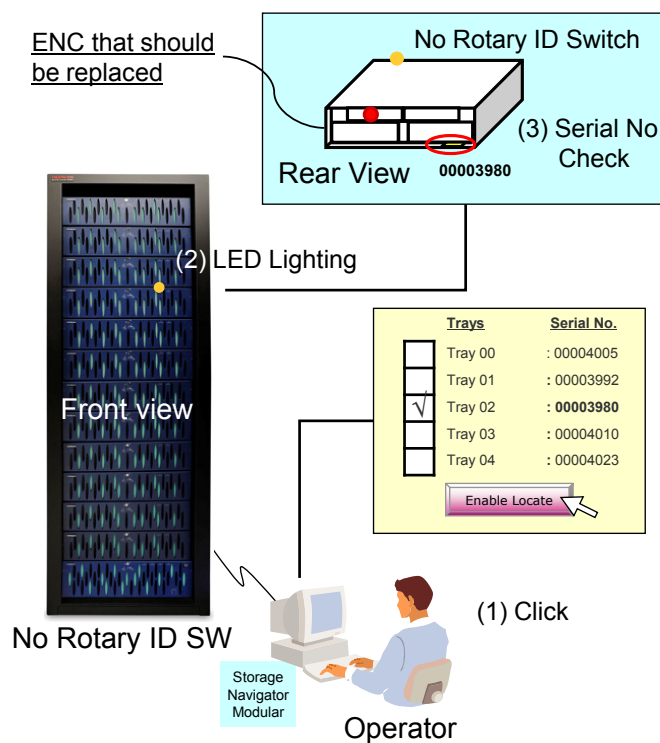 ENC that should
be replaced
No Rotary ID Switch
(3) Serial No
Check
Rear View
00003980
(2) LED Lighting
Front view
Trays Serial No.
Tray 00 : 00004005
Tray 01 : 00003992
√ Tray 02 : 00003980
Tray 03 : 00004010
Tray 04 : 00004023
Enable Locate
(1) Click
No Rotary ID SW
Storage
Navigator
Modular
Operator